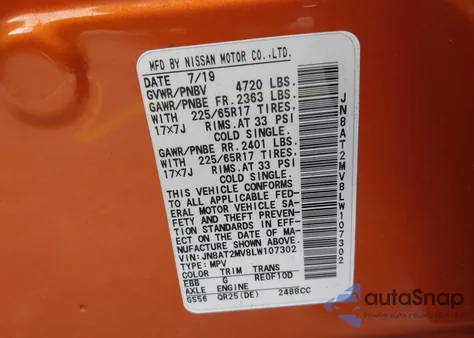 MFD BY NISSAN MOTOR CO.,LTD.
DATE 7/19
GVWR/PNBV 4720 LBS.
GAWR/PNBE FR. 2363 LBS.
WITH 225/65R17 TIRES.
17X7J RIMS.AT 33 PSI
COLD SINGLE.
GAWR/PNBE RR. 2401 LBS.
WITH 225/65R17 TIRES.
17X7J RIMS.AT 33 PSI
COLD SINGLE.
THIS VEHICLE CONFORMS
TO ALL APPLICABLE FED-
ERAL MOTOR VEHICLE SA-
FETY AND THEFT PREVEN-
TION STANDARDS IN EFF-
ECT ON THE DATE OF MA-
NUFACTURE SHOWN ABOVE.
VIN:JN8AT2MV8LW107302
TYPE: MPV
COLOR TRIM TRANS
EBB G RE0F10D
AXLE ENGINE
GS56 QR25(DE) 2488CC
JN8AT2MV8LW107302
autoSnap